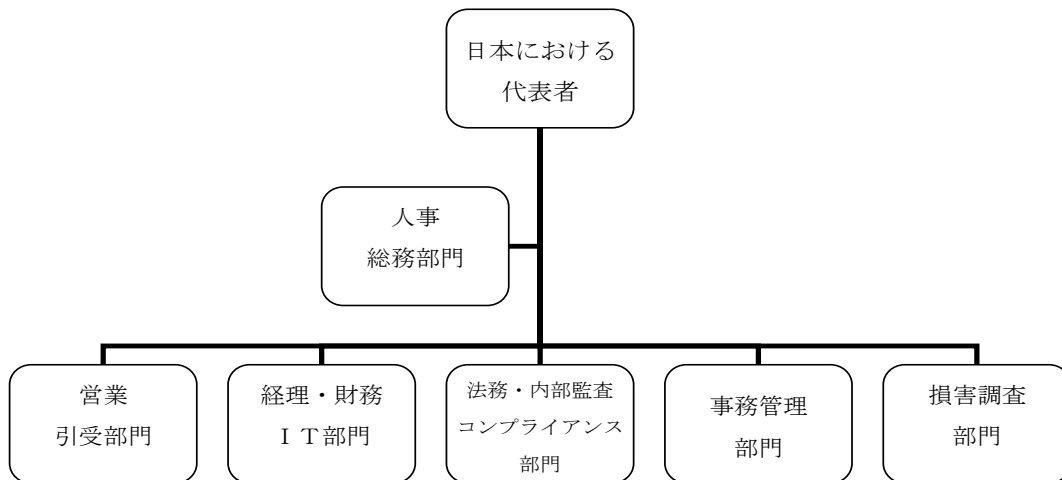 日本における
代表者
人事
総務部門
営業
引受部門
経理・財務
ＩＴ部門
法務・内部監査
コンプライアンス
部門
事務管理
部門
損害調査
部門